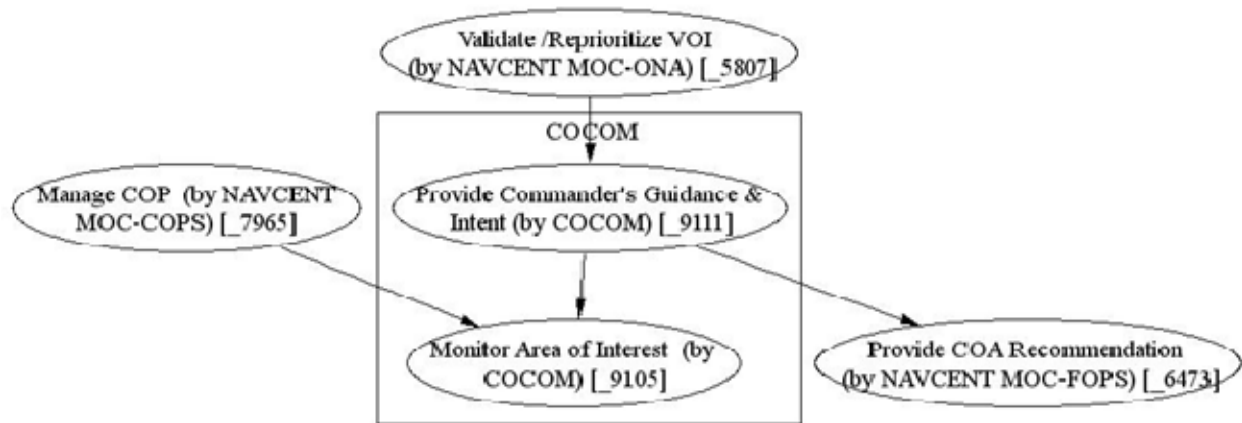 Validate /Reprioritize VOI
(by NAVCENT MOC-ONA) [_5807]
COCOM
Manage COP (by NAVCENT
MOC-COPS) [_7965]
Provide Commander's Guidance &
Intent (by COCOM) [_9111]
Monitor Area of Interest (by
COCOM) [_9105]
Provide COA Recommendation
(by NAVCENT MOC-FOPS) [_6473]